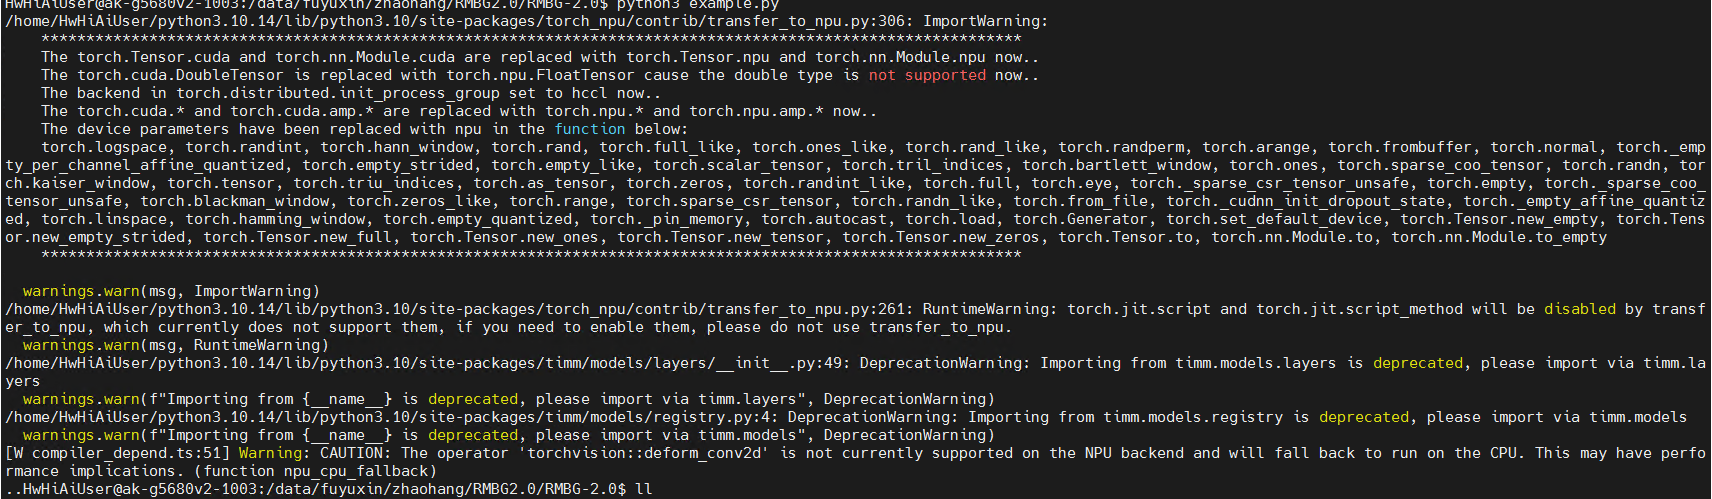 HwHiAiUser@ak-g5680v2-1003:/data/fuyuxin/zhaohang/RMBG2.0/RMBG-2.0$ python3 example.py
/home/HwHiAiUser/python3.10.14/lib/python3.10/site-packages/torch_npu/contrib/transfer_to_npu.py:306: ImportWarning:
    *************************************************************************************************************
    The torch.Tensor.cuda and torch.nn.Module.cuda are replaced with torch.Tensor.npu and torch.nn.Module.npu now..
    The torch.cuda.DoubleTensor is replaced with torch.npu.FloatTensor cause the double type is not supported now..
    The backend in torch.distributed.init_process_group set to hccl now..
    The torch.cuda.* and torch.cuda.amp.* are replaced with torch.npu.* and torch.npu.amp.* now..
    The device parameters have been replaced with npu in the function below:
    torch.logspace, torch.randint, torch.hann_window, torch.rand, torch.full_like, torch.ones_like, torch.rand_like, torch.randperm, torch.arange, torch.frombuffer, torch.normal, torch._emp
ty_per_channel_affine_quantized, torch.empty_strided, torch.empty_like, torch.scalar_tensor, torch.tril_indices, torch.bartlett_window, torch.ones, torch.sparse_coo_tensor, torch.randn, tor
ch.kaiser_window, torch.tensor, torch.triu_indices, torch.as_tensor, torch.zeros, torch.randint_like, torch.full, torch.eye, torch._sparse_csr_tensor_unsafe, torch.empty, torch._sparse_coo_
tensor_unsafe, torch.blackman_window, torch.zeros_like, torch.range, torch.sparse_csr_tensor, torch.randn_like, torch.from_file, torch._cudnn_init_dropout_state, torch._empty_affine_quantiz
ed, torch.linspace, torch.hamming_window, torch.empty_quantized, torch._pin_memory, torch.autocast, torch.load, torch.Generator, torch.set_default_device, torch.Tensor.new_empty, torch.Tens
or.new_empty_strided, torch.Tensor.new_full, torch.Tensor.new_ones, torch.Tensor.new_tensor, torch.Tensor.new_zeros, torch.Tensor.to, torch.nn.Module.to, torch.nn.Module.to_empty
    *************************************************************************************************************
  warnings.warn(msg, ImportWarning)
/home/HwHiAiUser/python3.10.14/lib/python3.10/site-packages/torch_npu/contrib/transfer_to_npu.py:261: RuntimeWarning: torch.jit.script and torch.jit.script_method will be disabled by transf
er_to_npu, which currently does not support them, if you need to enable them, please do not use transfer_to_npu.
  warnings.warn(msg, RuntimeWarning)
/home/HwHiAiUser/python3.10.14/lib/python3.10/site-packages/timm/models/layers/__init__.py:49: DeprecationWarning: Importing from timm.models.layers is deprecated, please import via timm.la
yers
  warnings.warn(f"Importing from {__name__} is deprecated, please import via timm.layers", DeprecationWarning)
/home/HwHiAiUser/python3.10.14/lib/python3.10/site-packages/timm/models/registry.py:4: DeprecationWarning: Importing from timm.models.registry is deprecated, please import via timm.models
  warnings.warn(f"Importing from {__name__} is deprecated, please import via timm.models", DeprecationWarning)
[W compiler_depend.ts:51] Warning: CAUTION: The operator 'torchvision::deform_conv2d' is not currently supported on the NPU backend and will fall back to run on the CPU. This may have perfo
rmance implications. (function npu_cpu_fallback)
..HwHiAiUser@ak-g5680v2-1003:/data/fuyuxin/zhaohang/RMBG2.0/RMBG-2.0$ ll